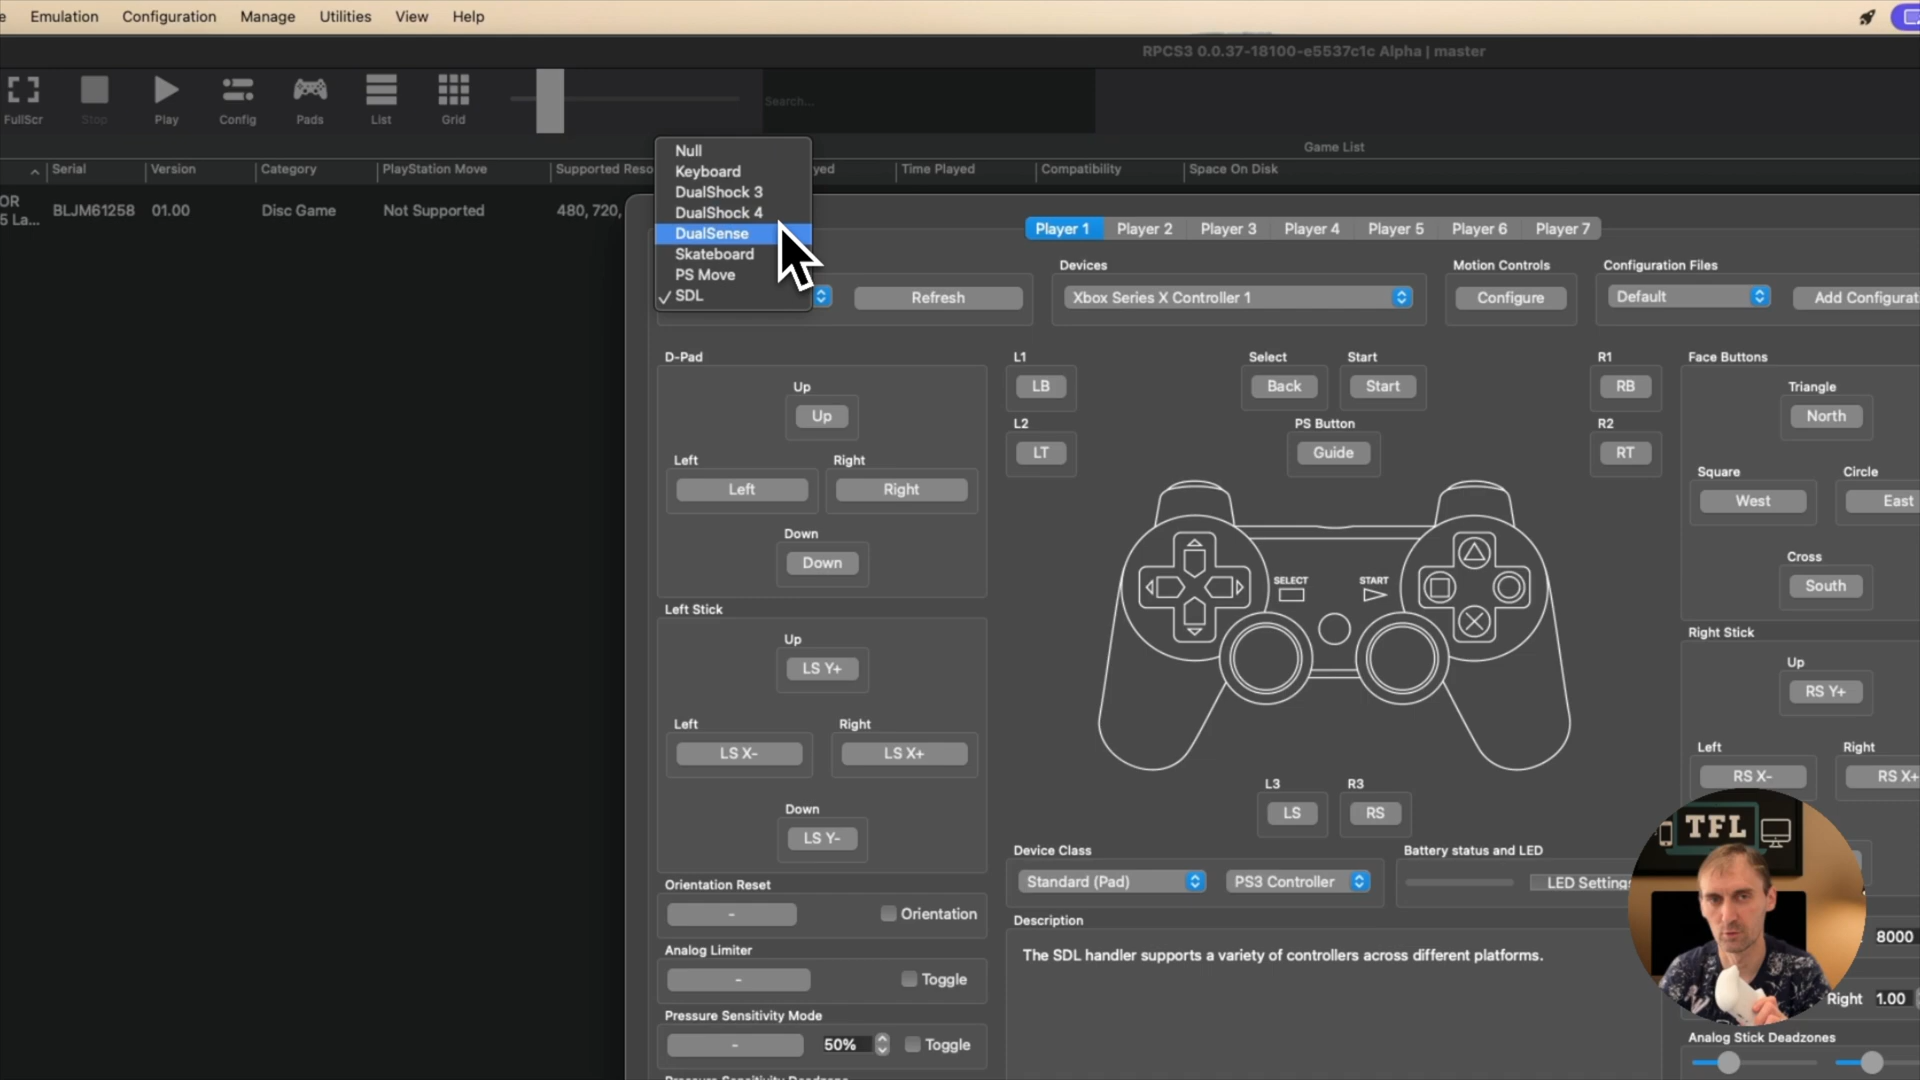 Emulation Configuration Manage Utilities View Help
RPCS3 0.0.37-18100-e5537c1c Alpha | master
FullScr Stop Play Config Pads List Grid
Search...
Game List
Serial Version Category PlayStation Move Supported Reso yed Time Played Compatibility Space On Disk
OR
5 La... BLJM61258 01.00 Disc Game Not Supported 480, 720,
Null
Keyboard
DualShock 3
DualShock 4
DualSense
Skateboard
PS Move
✓ SDL
Player 1 Player 2 Player 3 Player 4 Player 5 Player 6 Player 7
Refresh
Devices
Xbox Series X Controller 1
Motion Controls
Configure
Configuration Files
Default Add Configurat
D-Pad
Up
Up
Left Right
Left Right
Down
Down
Left Stick
Up
LS Y+
Left Right
LS X- LS X+
Down
LS Y-
Orientation Reset
- Orientation
Analog Limiter
- Toggle
Pressure Sensitivity Mode
- 50% Toggle
L1
LB
L2
LT
Select Start
Back Start
PS Button
Guide
R1
RB
R2
RT
SELECT START
L3 R3
LS RS
Device Class
Standard (Pad) PS3 Controller
Battery status and LED
LED Settings
Description
The SDL handler supports a variety of controllers across different platforms.
Face Buttons
Triangle
North
Square Circle
West East
Cross
South
Right Stick
Up
RS Y+
Left Right
RS X- RS X+
TFL
8000
Right 1.00
Analog Stick Deadzones